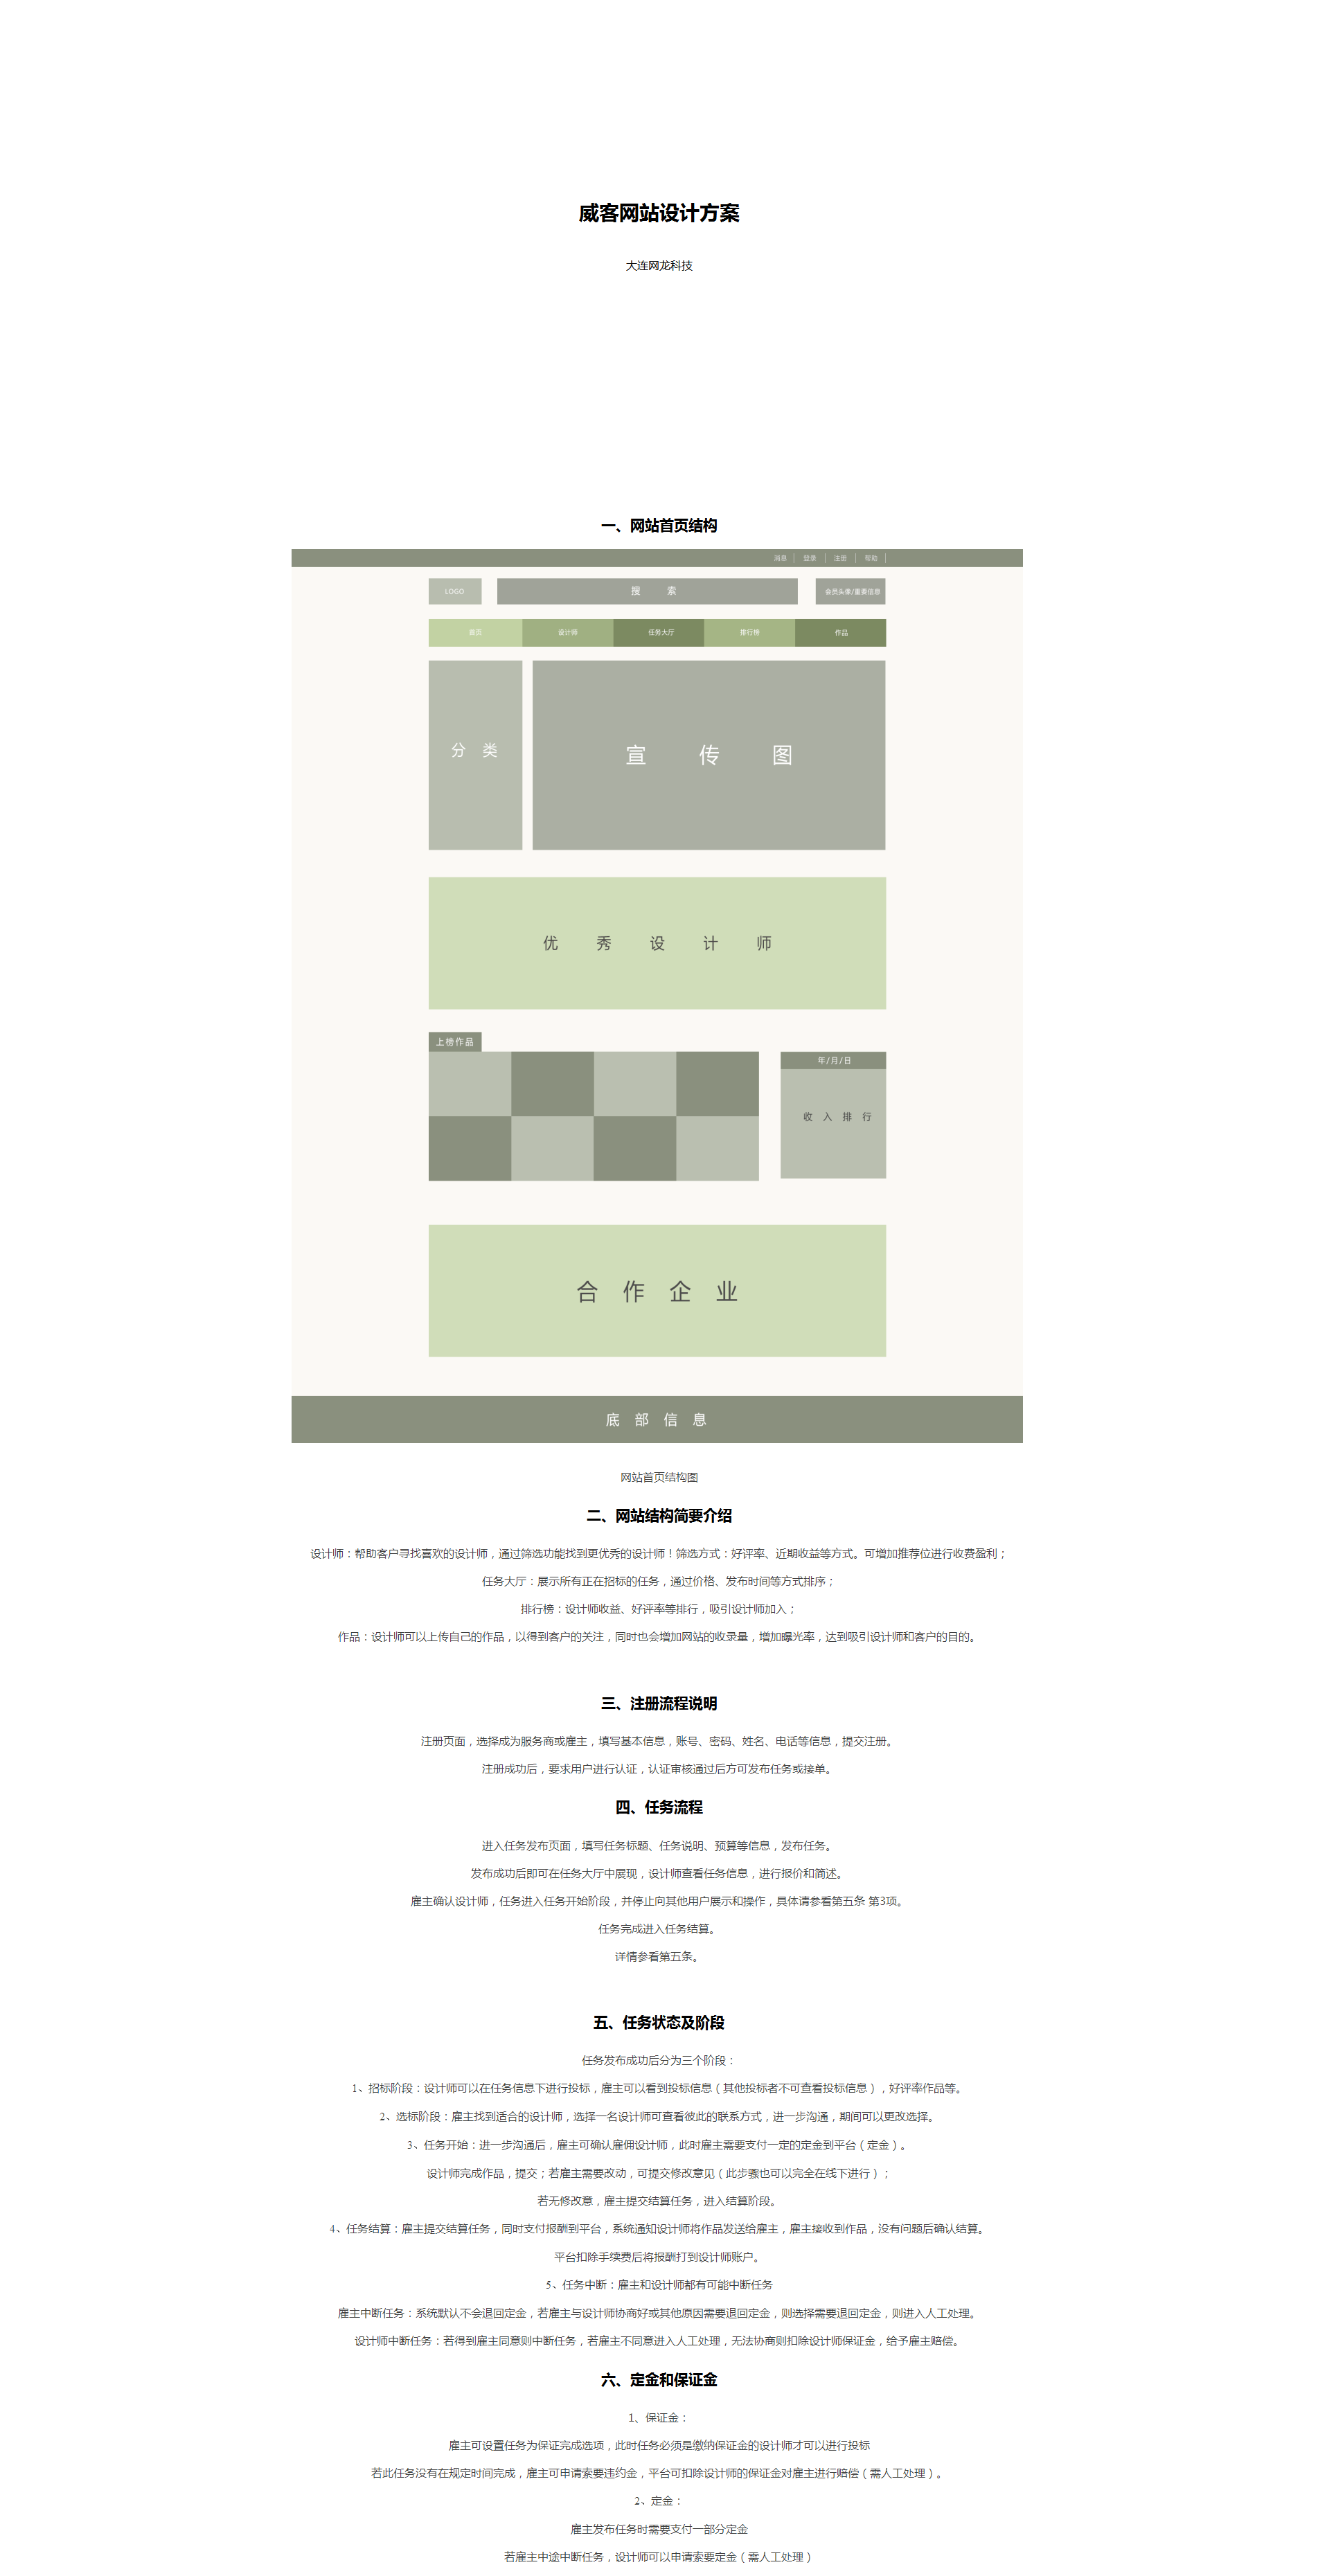 威客网站设计方案
大连网龙科技
一、网站首页结构
消息 登录 注册 帮助
LOGO 搜 索 会员头像/重要信息
首页 设计师 任务大厅 排行榜 作品
分 类 宣 传 图
优 秀 设 计 师
上榜作品
年/月/日
收 入 排 行
合 作 企 业
底 部 信 息
网站首页结构图
二、网站结构简要介绍
设计师：帮助客户寻找喜欢的设计师，通过筛选功能找到更优秀的设计师！筛选方式：好评率、近期收益等方式。可增加推荐位进行收费盈利；
任务大厅：展示所有正在招标的任务，通过价格、发布时间等方式排序；
排行榜：设计师收益、好评率等排行，吸引设计师加入；
作品：设计师可以上传自己的作品，以得到客户的关注，同时也会增加网站的收录量，增加曝光率，达到吸引设计师和客户的目的。
三、注册流程说明
注册页面，选择成为服务商或雇主，填写基本信息，账号、密码、姓名、电话等信息，提交注册。
注册成功后，要求用户进行认证，认证审核通过后方可发布任务或接单。
四、任务流程
进入任务发布页面，填写任务标题、任务说明、预算等信息，发布任务。
发布成功后即可在任务大厅中展现，设计师查看任务信息，进行报价和简述。
雇主确认设计师，任务进入任务开始阶段，并停止向其他用户展示和操作，具体请参看第五条 第3项。
任务完成进入任务结算。
详情参看第五条。
五、任务状态及阶段
任务发布成功后分为三个阶段：
1、招标阶段：设计师可以在任务信息下进行投标，雇主可以看到投标信息（其他投标者不可查看投标信息），好评率作品等。
2、选标阶段：雇主找到适合的设计师，选择一名设计师可查看彼此的联系方式，进一步沟通，期间可以更改选择。
3、任务开始：进一步沟通后，雇主可确认雇佣设计师，此时雇主需要支付一定的定金到平台（定金）。
设计师完成作品，提交；若雇主需要改动，可提交修改意见（此步骤也可以完全在线下进行）；
若无修改意，雇主提交结算任务，进入结算阶段。
4、任务结算：雇主提交结算任务，同时支付报酬到平台，系统通知设计师将作品发送给雇主，雇主接收到作品，没有问题后确认结算。
平台扣除手续费后将报酬打到设计师账户。
5、任务中断：雇主和设计师都有可能中断任务
雇主中断任务：系统默认不会退回定金，若雇主与设计师协商好或其他原因需要退回定金，则选择需要退回定金，则进入人工处理。
设计师中断任务：若得到雇主同意则中断任务，若雇主不同意进入人工处理，无法协商则扣除设计师保证金，给予雇主赔偿。
六、定金和保证金
1、保证金：
雇主可设置任务为保证完成选项，此时任务必须是缴纳保证金的设计师才可以进行投标
若此任务没有在规定时间完成，雇主可申请索要违约金，平台可扣除设计师的保证金对雇主进行赔偿（需人工处理）。
2、定金：
雇主发布任务时需要支付一部分定金
若雇主中途中断任务，设计师可以申请索要定金（需人工处理）